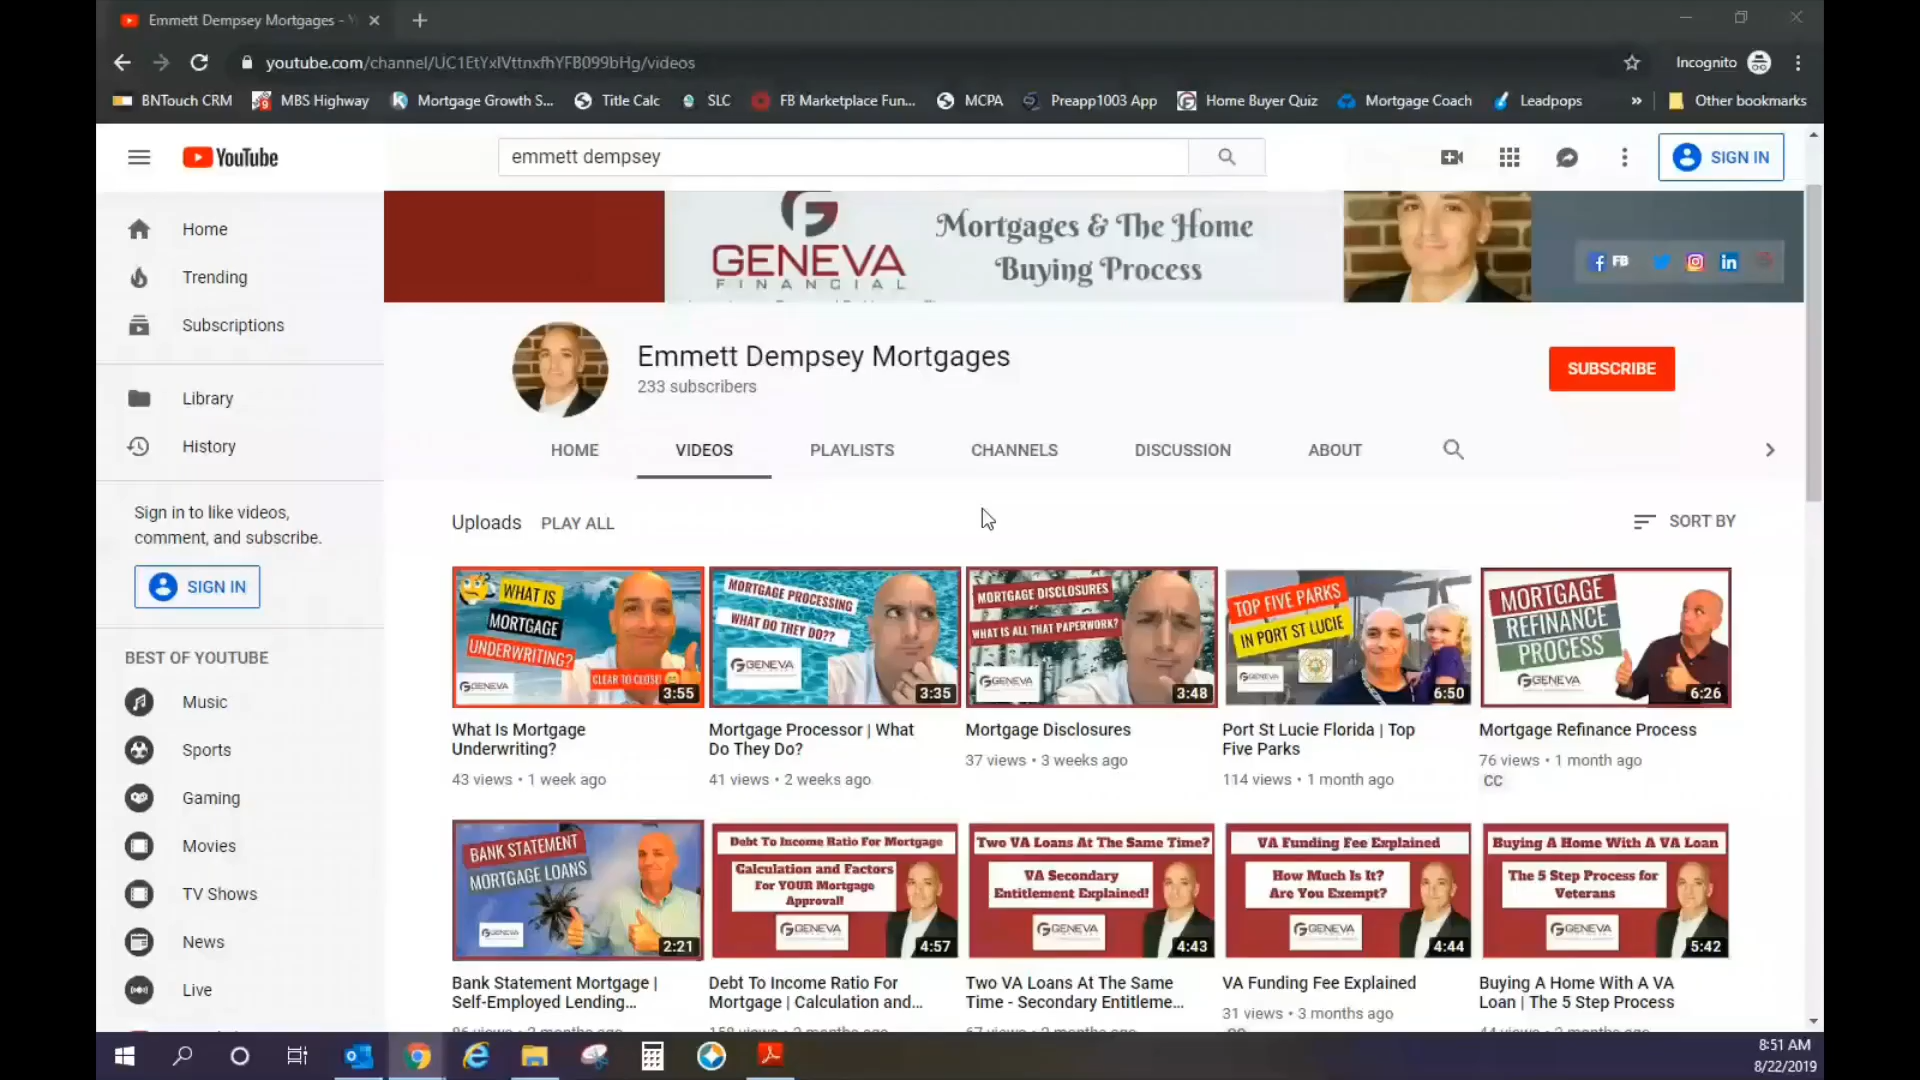 Emmett Dempsey Mortgages -
youtube.com/channel/UC1EtYxIVttnxfhYFB099bHg/videos
Incognito
BNTouch CRM
MBS Highway
Mortgage Growth S...
Title Calc
SLC
FB Marketplace Fun...
MCPA
Preapp1003 App
Home Buyer Quiz
Mortgage Coach
Leadpops
»
Other bookmarks
YouTube
emmett dempsey
SIGN IN
Home
Trending
Subscriptions
Library
History
Sign in to like videos,
comment, and subscribe.
SIGN IN
BEST OF YOUTUBE
Music
Sports
Gaming
Movies
TV Shows
News
Live
GENEVA
FINANCIAL
Mortgages & The Home
Buying Process
FB
Emmett Dempsey Mortgages
233 subscribers
SUBSCRIBE
HOME
VIDEOS
PLAYLISTS
CHANNELS
DISCUSSION
ABOUT
Uploads
PLAY ALL
SORT BY
WHAT IS
MORTGAGE
UNDERWRITING?
CLEAR TO CLOSE!
GENEVA
3:55
What Is Mortgage
Underwriting?
43 views • 1 week ago
MORTGAGE PROCESSING
WHAT DO THEY DO??
GENEVA
3:35
Mortgage Processor | What
Do They Do?
41 views • 2 weeks ago
MORTGAGE DISCLOSURES
WHAT IS ALL THAT PAPERWORK?
GENEVA
3:48
Mortgage Disclosures
37 views • 3 weeks ago
TOP FIVE PARKS
IN PORT ST LUCIE
GENEVA
6:50
Port St Lucie Florida | Top
Five Parks
114 views • 1 month ago
MORTGAGE
REFINANCE
PROCESS
GENEVA
6:26
Mortgage Refinance Process
76 views • 1 month ago
CC
BANK STATEMENT
MORTGAGE LOANS
GENEVA
2:21
Bank Statement Mortgage |
Self-Employed Lending...
Debt To Income Ratio For Mortgage
Calculation and Factors
For YOUR Mortgage
Approval!
GENEVA
4:57
Debt To Income Ratio For
Mortgage | Calculation and...
Two VA Loans At The Same Time?
VA Secondary
Entitlement Explained!
GENEVA
4:43
Two VA Loans At The Same
Time - Secondary Entitleme...
VA Funding Fee Explained
How Much Is It?
Are You Exempt?
GENEVA
4:44
VA Funding Fee Explained
31 views • 3 months ago
Buying A Home With A VA Loan
The 5 Step Process for
Veterans
GENEVA
5:42
Buying A Home With A VA
Loan | The 5 Step Process
8:51 AM
8/22/2019